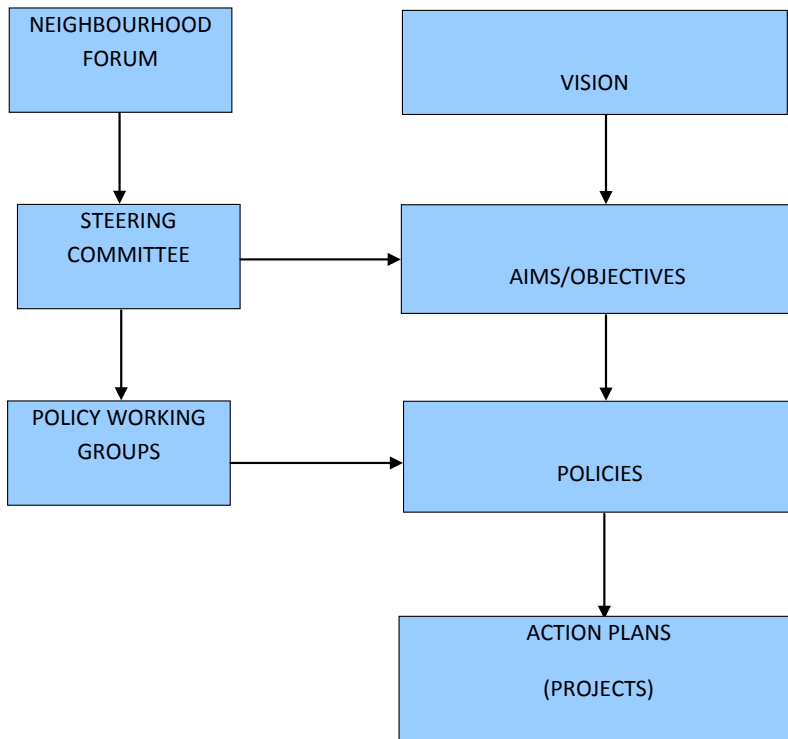 NEIGHBOURHOOD
FORUM
VISION
STEERING
COMMITTEE
AIMS/OBJECTIVES
POLICY WORKING
GROUPS
POLICIES
ACTION PLANS
(PROJECTS)